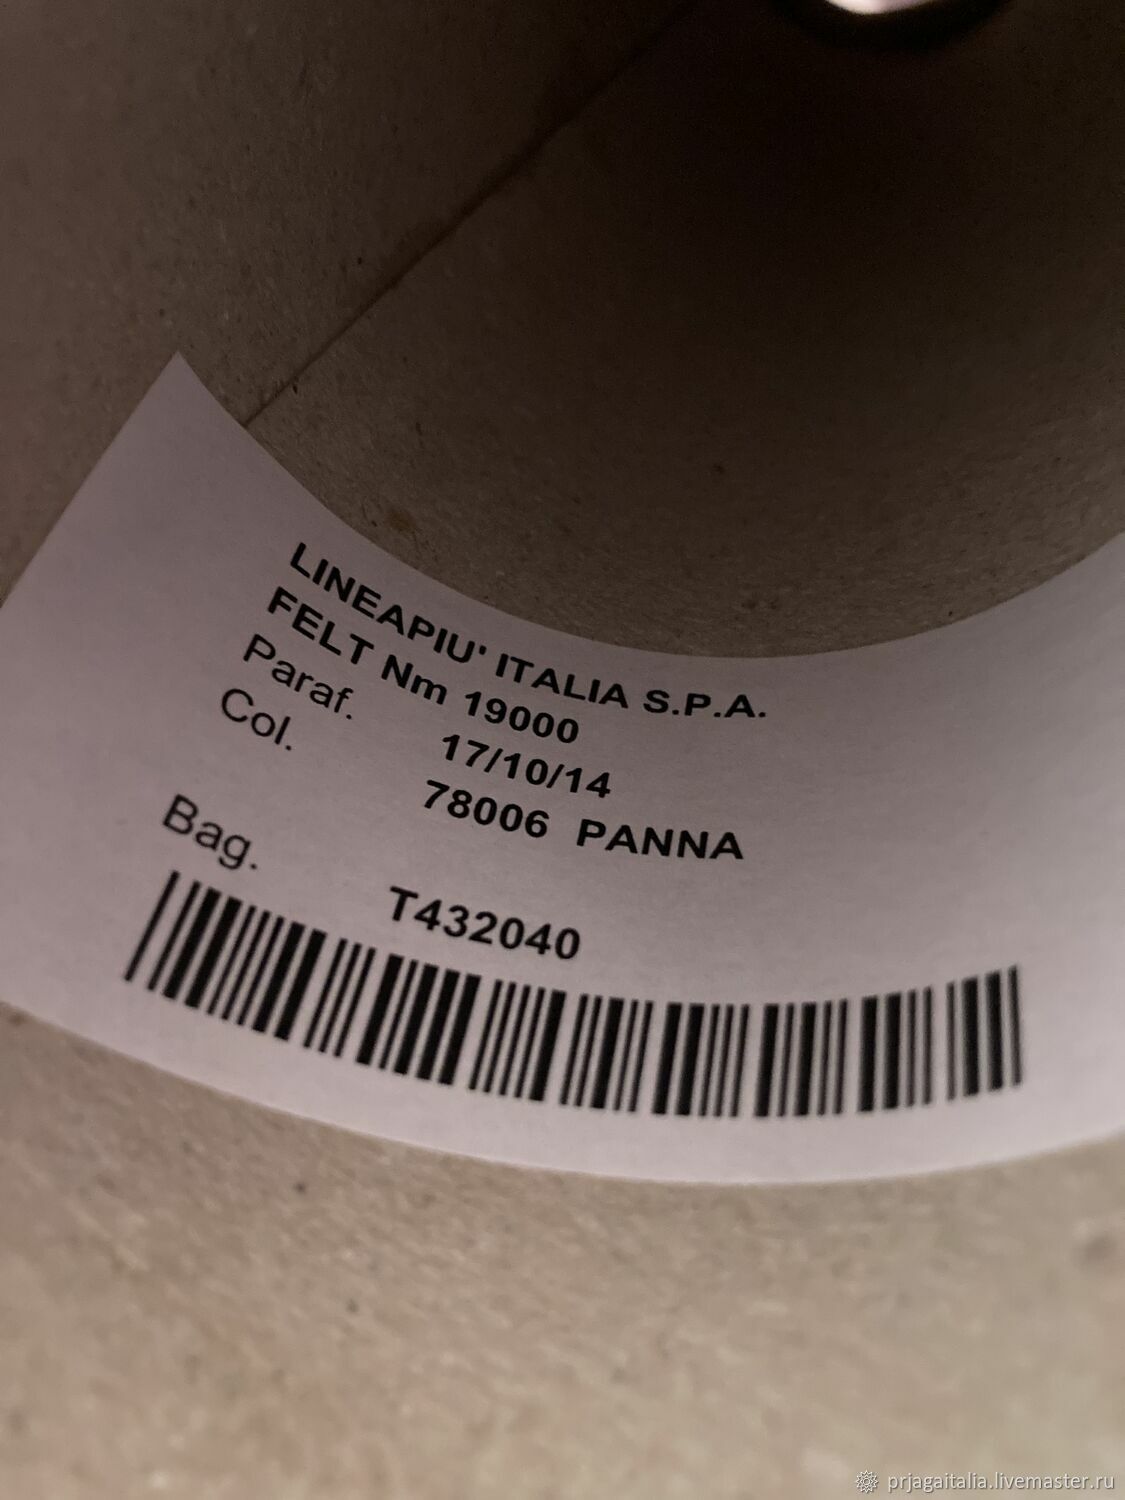 LINEAPIU' ITALIA S.P.A.
FELT Nm 19000
Paraf. 17/10/14
Col. 78006 PANNA
Bag. T432040
prjagaitalia.livemaster.ru